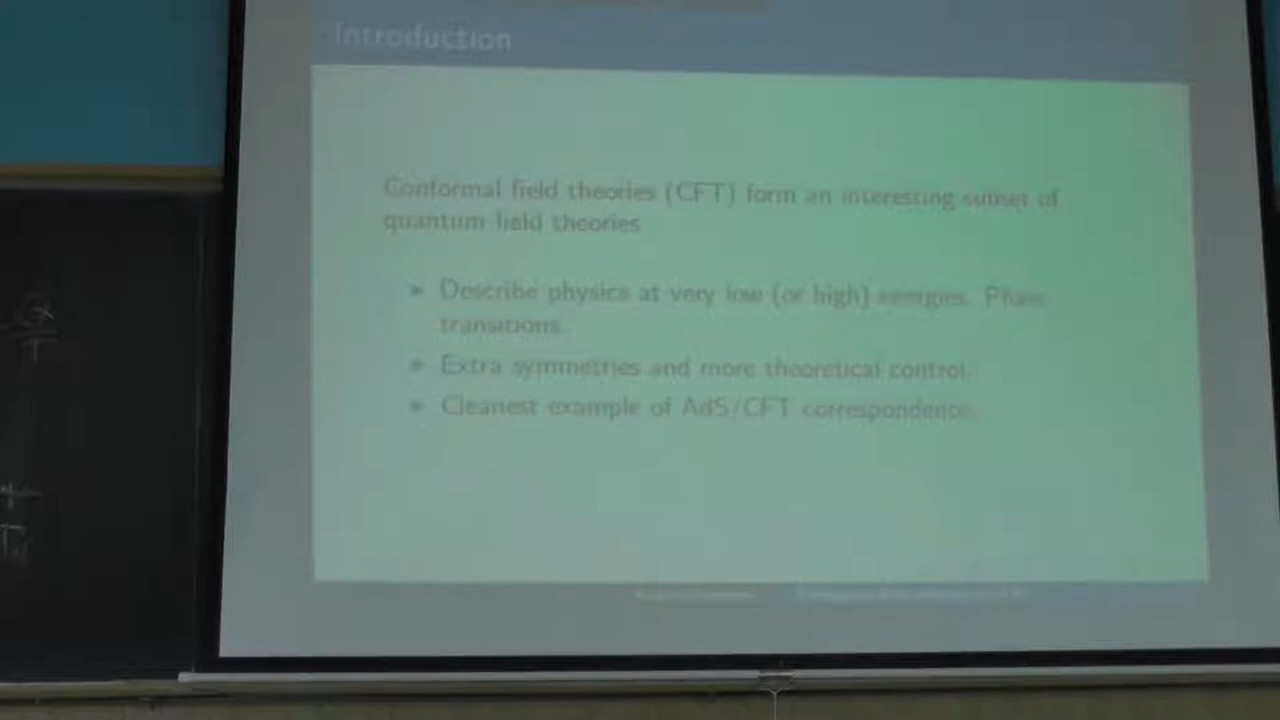 Introduction
Conformal field theories (CFT) form an interesting subset of
quantum field theories
Describe physics at very low (or high) energies. Phase
transitions.
Extra symmetries and more theoretical control.
Cleanest example of AdS/CFT correspondence.